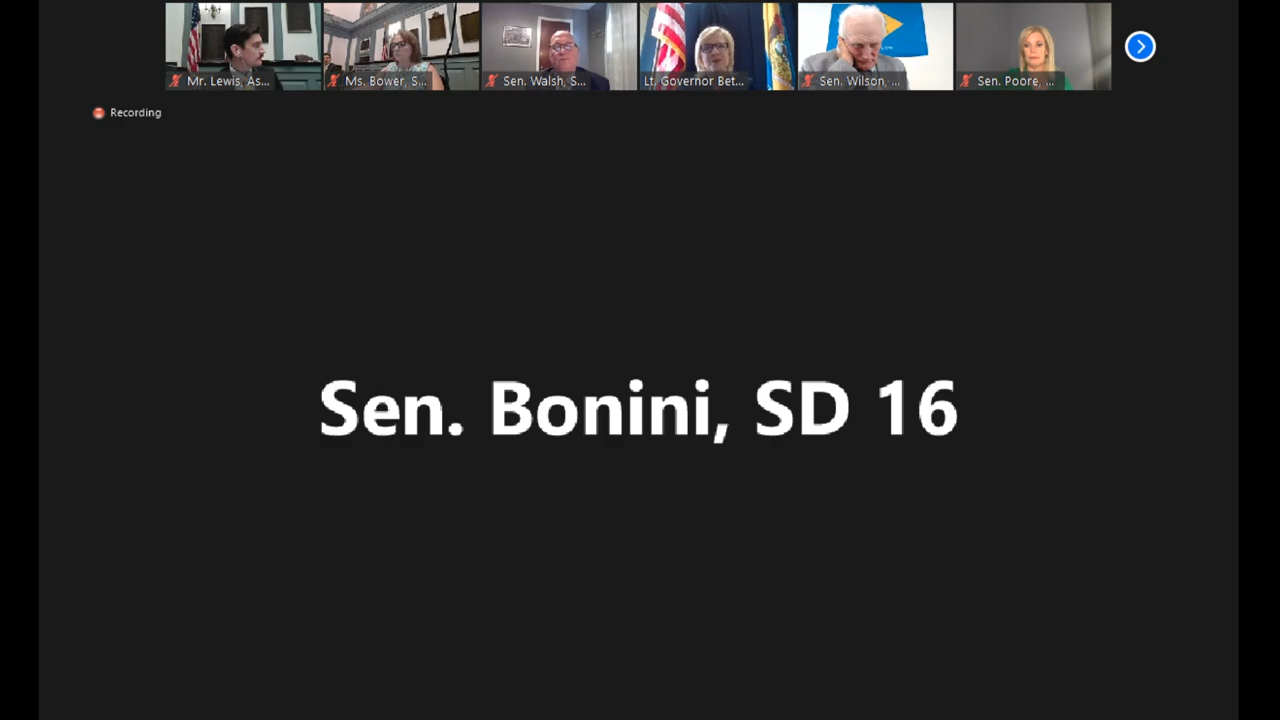 Mr. Lewis, As...
Ms. Bower, S...
Sen. Walsh, S...
Lt. Governor Bet...
Sen. Wilson, ...
Sen. Poore, ...
Recording
Sen. Bonini, SD 16